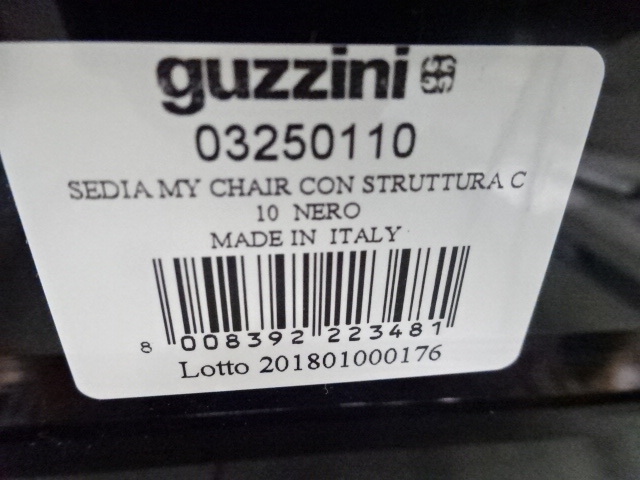 guzzini
03250110
SEDIA MY CHAIR CON STRUTTURA C
10 NERO
MADE IN ITALY
8 008392 223481
Lotto 201801000176